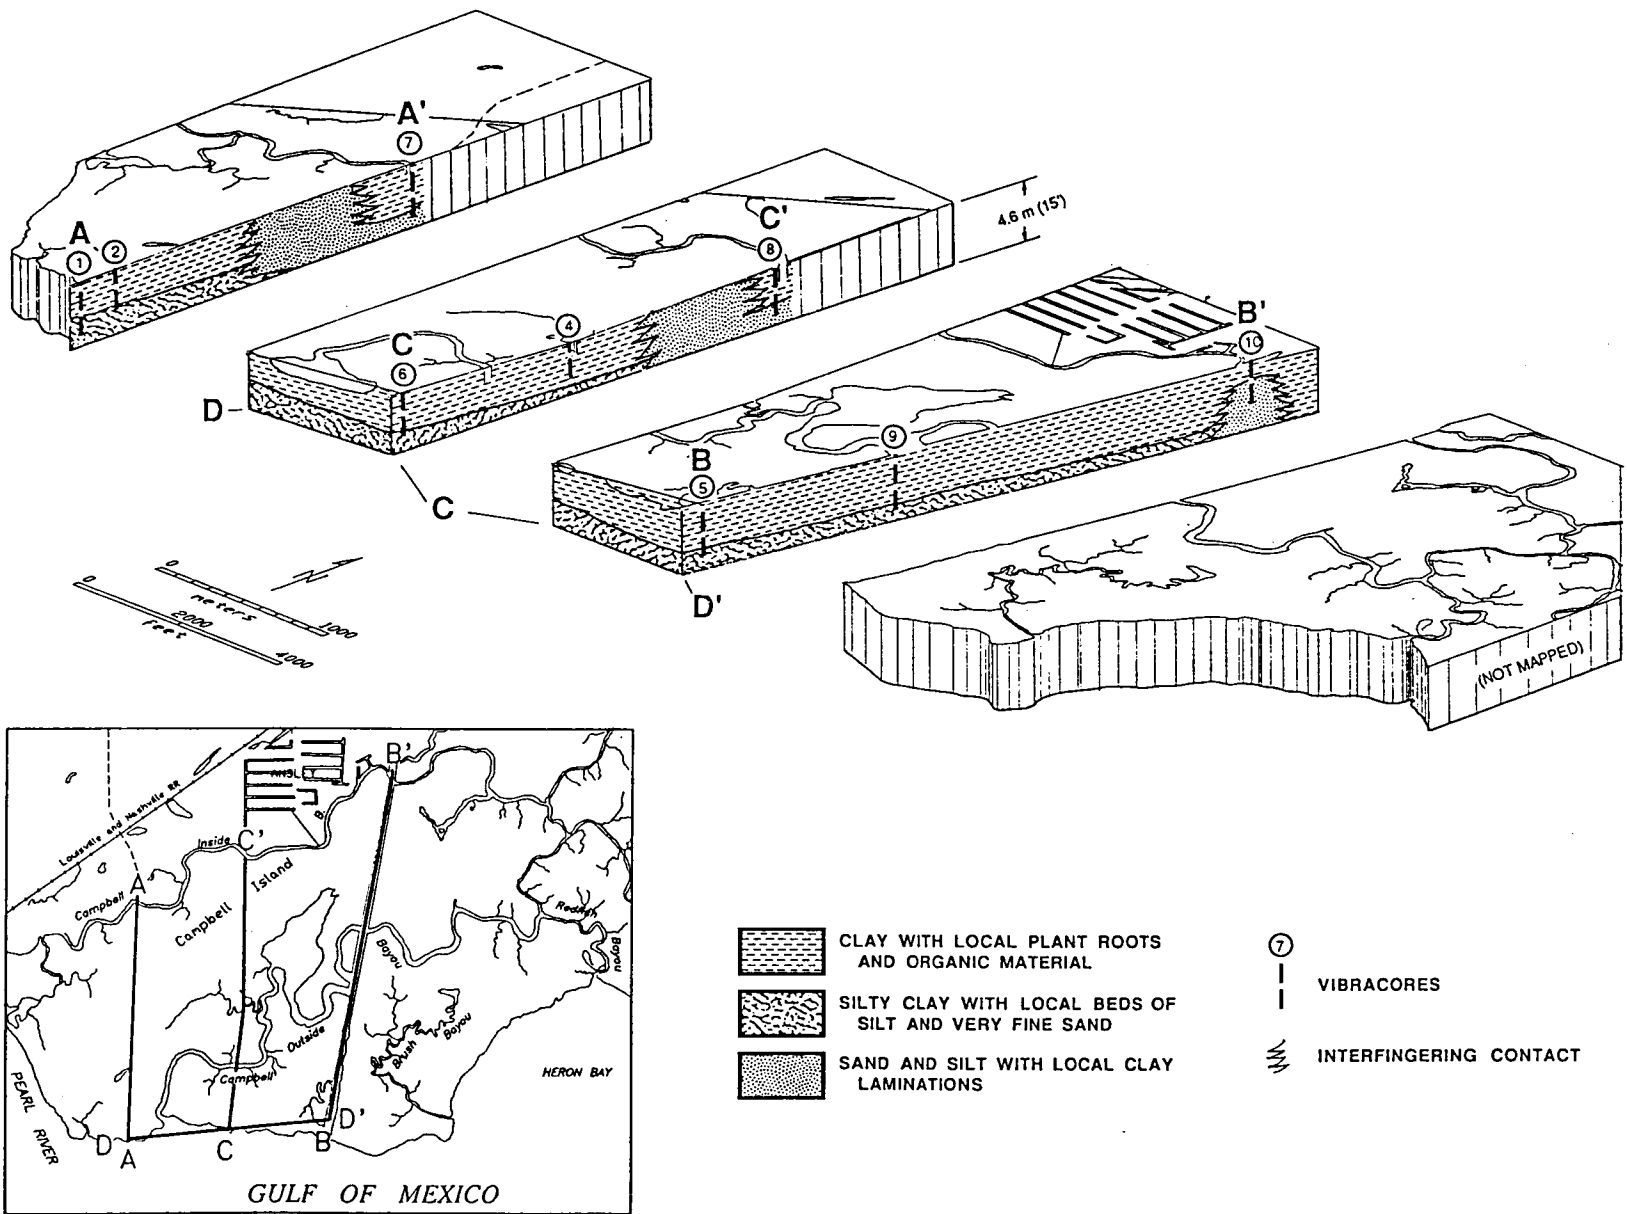 A'
7
A
1
2
C'
8
4.6 m (15')
C
6
4
D
B'
10
9
B
5
C
D'
N
0
meters
1000
0
2000
feet
4000
(NOT MAPPED)
B'
ANSL
Louisville and Nashville RR
B.
Inside
C'
Island
A
Campbell
Campbell
Redfish
Bayou
Bayou
Outside
Brush
Bayou
Campbell
HERON BAY
PEARL
RIVER
D
A
C
B
D'
GULF OF MEXICO
CLAY WITH LOCAL PLANT ROOTS
AND ORGANIC MATERIAL
SILTY CLAY WITH LOCAL BEDS OF
SILT AND VERY FINE SAND
SAND AND SILT WITH LOCAL CLAY
LAMINATIONS
7
VIBRACORES
INTERFINGERING CONTACT